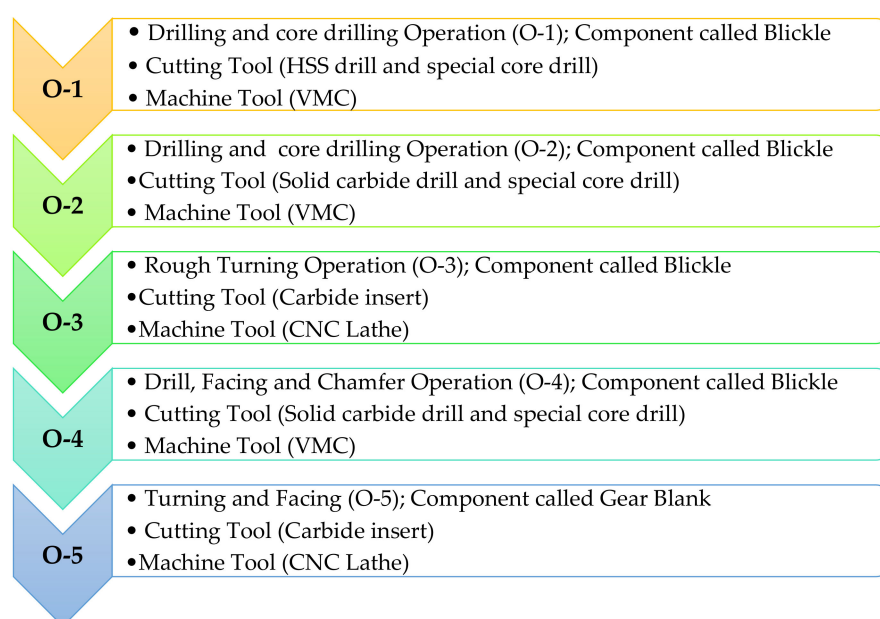 O-1
• Drilling and core drilling Operation (O-1); Component called Blickle
• Cutting Tool (HSS drill and special core drill)
• Machine Tool (VMC)
O-2
• Drilling and core drilling Operation (O-2); Component called Blickle
•Cutting Tool (Solid carbide drill and special core drill)
• Machine Tool (VMC)
O-3
• Rough Turning Operation (O-3); Component called Blickle
•Cutting Tool (Carbide insert)
•Machine Tool (CNC Lathe)
O-4
• Drill, Facing and Chamfer Operation (O-4); Component called Blickle
• Cutting Tool (Solid carbide drill and special core drill)
• Machine Tool (VMC)
O-5
• Turning and Facing (O-5); Component called Gear Blank
• Cutting Tool (Carbide insert)
•Machine Tool (CNC Lathe)